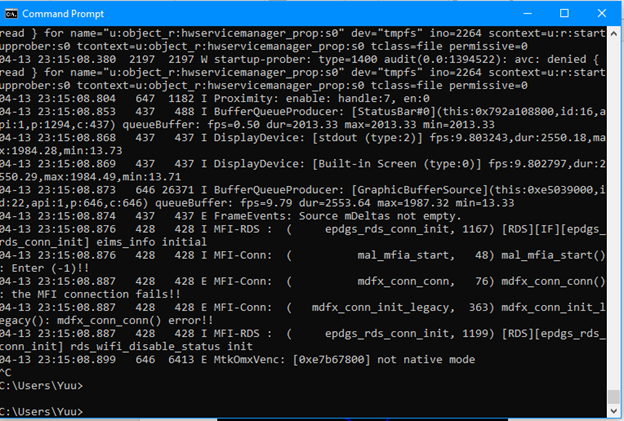 Command Prompt
read } for name="u:object_r:hwservicemanager_prop:s0" dev="tmpfs" ino=2264 scontext=u:r:start
upprober:s0 tcontext=u:object_r:hwservicemanager_prop:s0 tclass=file permissive=0
04-13 23:15:08.380  2197  2197 W startup-prober: type=1400 audit(0.0:1394522): avc: denied {
read } for name="u:object_r:hwservicemanager_prop:s0" dev="tmpfs" ino=2264 scontext=u:r:start
upprober:s0 tcontext=u:object_r:hwservicemanager_prop:s0 tclass=file permissive=0
04-13 23:15:08.804   647  1182 I Proximity: enable: handle:7, en:0
04-13 23:15:08.853   437   488 I BufferQueueProducer: [StatusBar#0](this:0x792a108800,id:16,a
pi:1,p:1294,c:437) queueBuffer: fps=0.50 dur=2013.33 max=2013.33 min=2013.33
04-13 23:15:08.868   437   437 I DisplayDevice: [stdout (type:2)] fps:9.803243,dur:2550.18,ma
x:1984.28,min:13.73
04-13 23:15:08.869   437   437 I DisplayDevice: [Built-in Screen (type:0)] fps:9.802797,dur:2
550.29,max:1984.49,min:13.71
04-13 23:15:08.873   646 26371 I BufferQueueProducer: [GraphicBufferSource](this:0xe5039000,i
id:22,api:1,p:646,c:646) queueBuffer: fps=9.79 dur=2553.64 max=1987.32 min=13.33
04-13 23:15:08.874   437   437 E FrameEvents: Source mDeltas not empty.
04-13 23:15:08.876   428   428 I MFI-RDS :  (     epdgs_rds_conn_init, 1167) [RDS][IF][epdgs_
rds_conn_init] eims_info initial
04-13 23:15:08.876   428   428 I MFI-Conn:  (          mal_mfia_start,   48) mal_mfia_start()
: Enter (-1)!!
04-13 23:15:08.887   428   428 E MFI-Conn:  (          mdfx_conn_conn,   76) mdfx_conn_conn()
: the MFI connection fails!!
04-13 23:15:08.887   428   428 E MFI-Conn:  (   mdfx_conn_init_legacy,  363) mdfx_conn_init_l
egacy(): mdfx_conn_conn() error!!
04-13 23:15:08.887   428   428 I MFI-RDS :  (     epdgs_rds_conn_init, 1199) [RDS][epdgs_rds_
conn_init] rds_wifi_disable_status init
04-13 23:15:08.899   646  6413 E MtkOmxVenc: [0xe7b67800] not native mode
^C
C:\Users\Yuu>
C:\Users\Yuu>